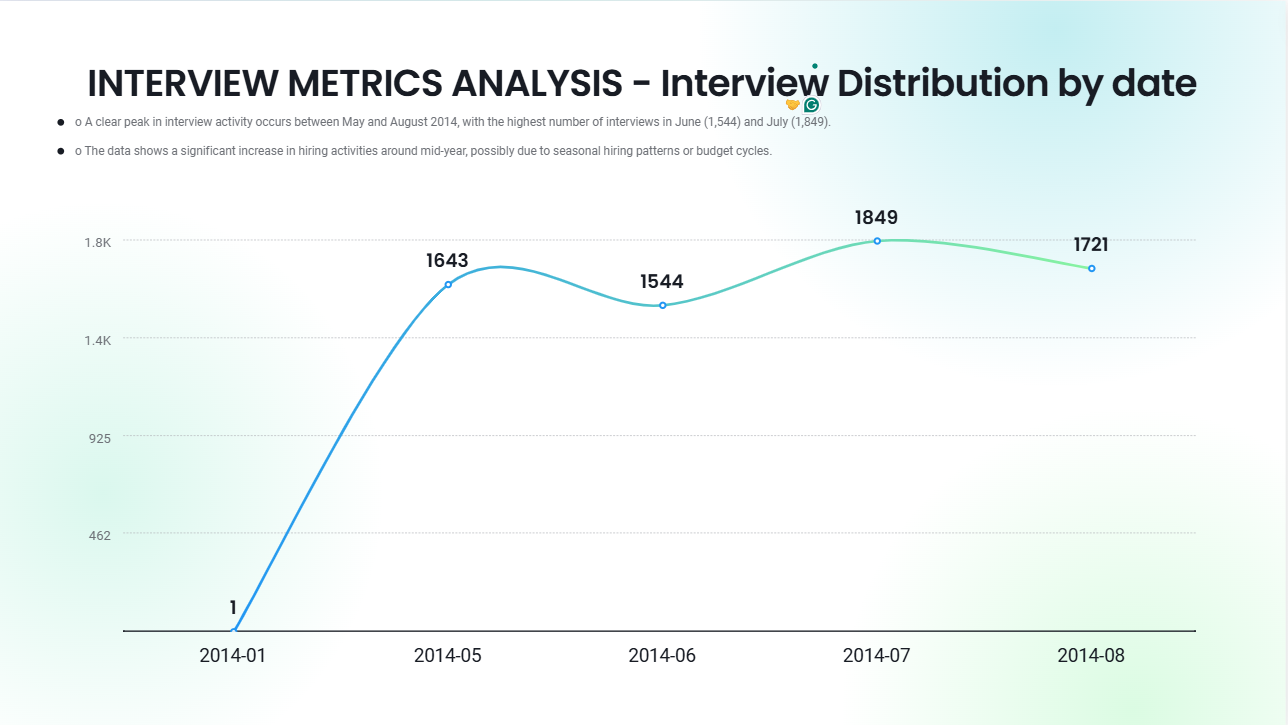 INTERVIEW METRICS ANALYSIS - Interview Distribution by date
● o A clear peak in interview activity occurs between May and August 2014, with the highest number of interviews in June (1,544) and July (1,849).
● o The data shows a significant increase in hiring activities around mid-year, possibly due to seasonal hiring patterns or budget cycles.
1849
1.8K
1721
1643
1544
1.4K
925
462
1
2014-01 2014-05 2014-06 2014-07 2014-08